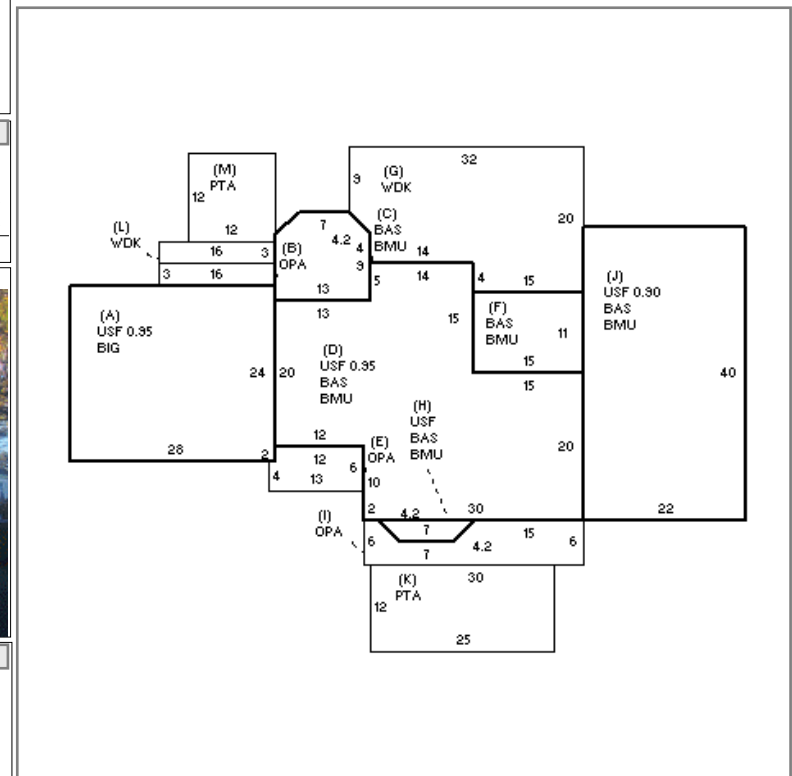 32
(M)
PTA
(G)
WDK
9
12
(C)
BAS
BMU
20
7
(L)
WDK
12
4.2
4
14
16
3
(B)
OPA
9
14
3
16
5
4
15
(J)
USF 0.90
BAS
BMU
13
13
(F)
BAS
BMU
(A)
USF 0.95
BIG
15
11
(D)
USF 0.95
BAS
BMU
15
15
24
20
40
(H)
USF
BAS
BMU
12
(E)
OPA
20
28
2
12
6
4
13
10
2
4.2
30
22
(I)
OPA
7
15
6
7
4.2
6
(K)
PTA
30
12
25